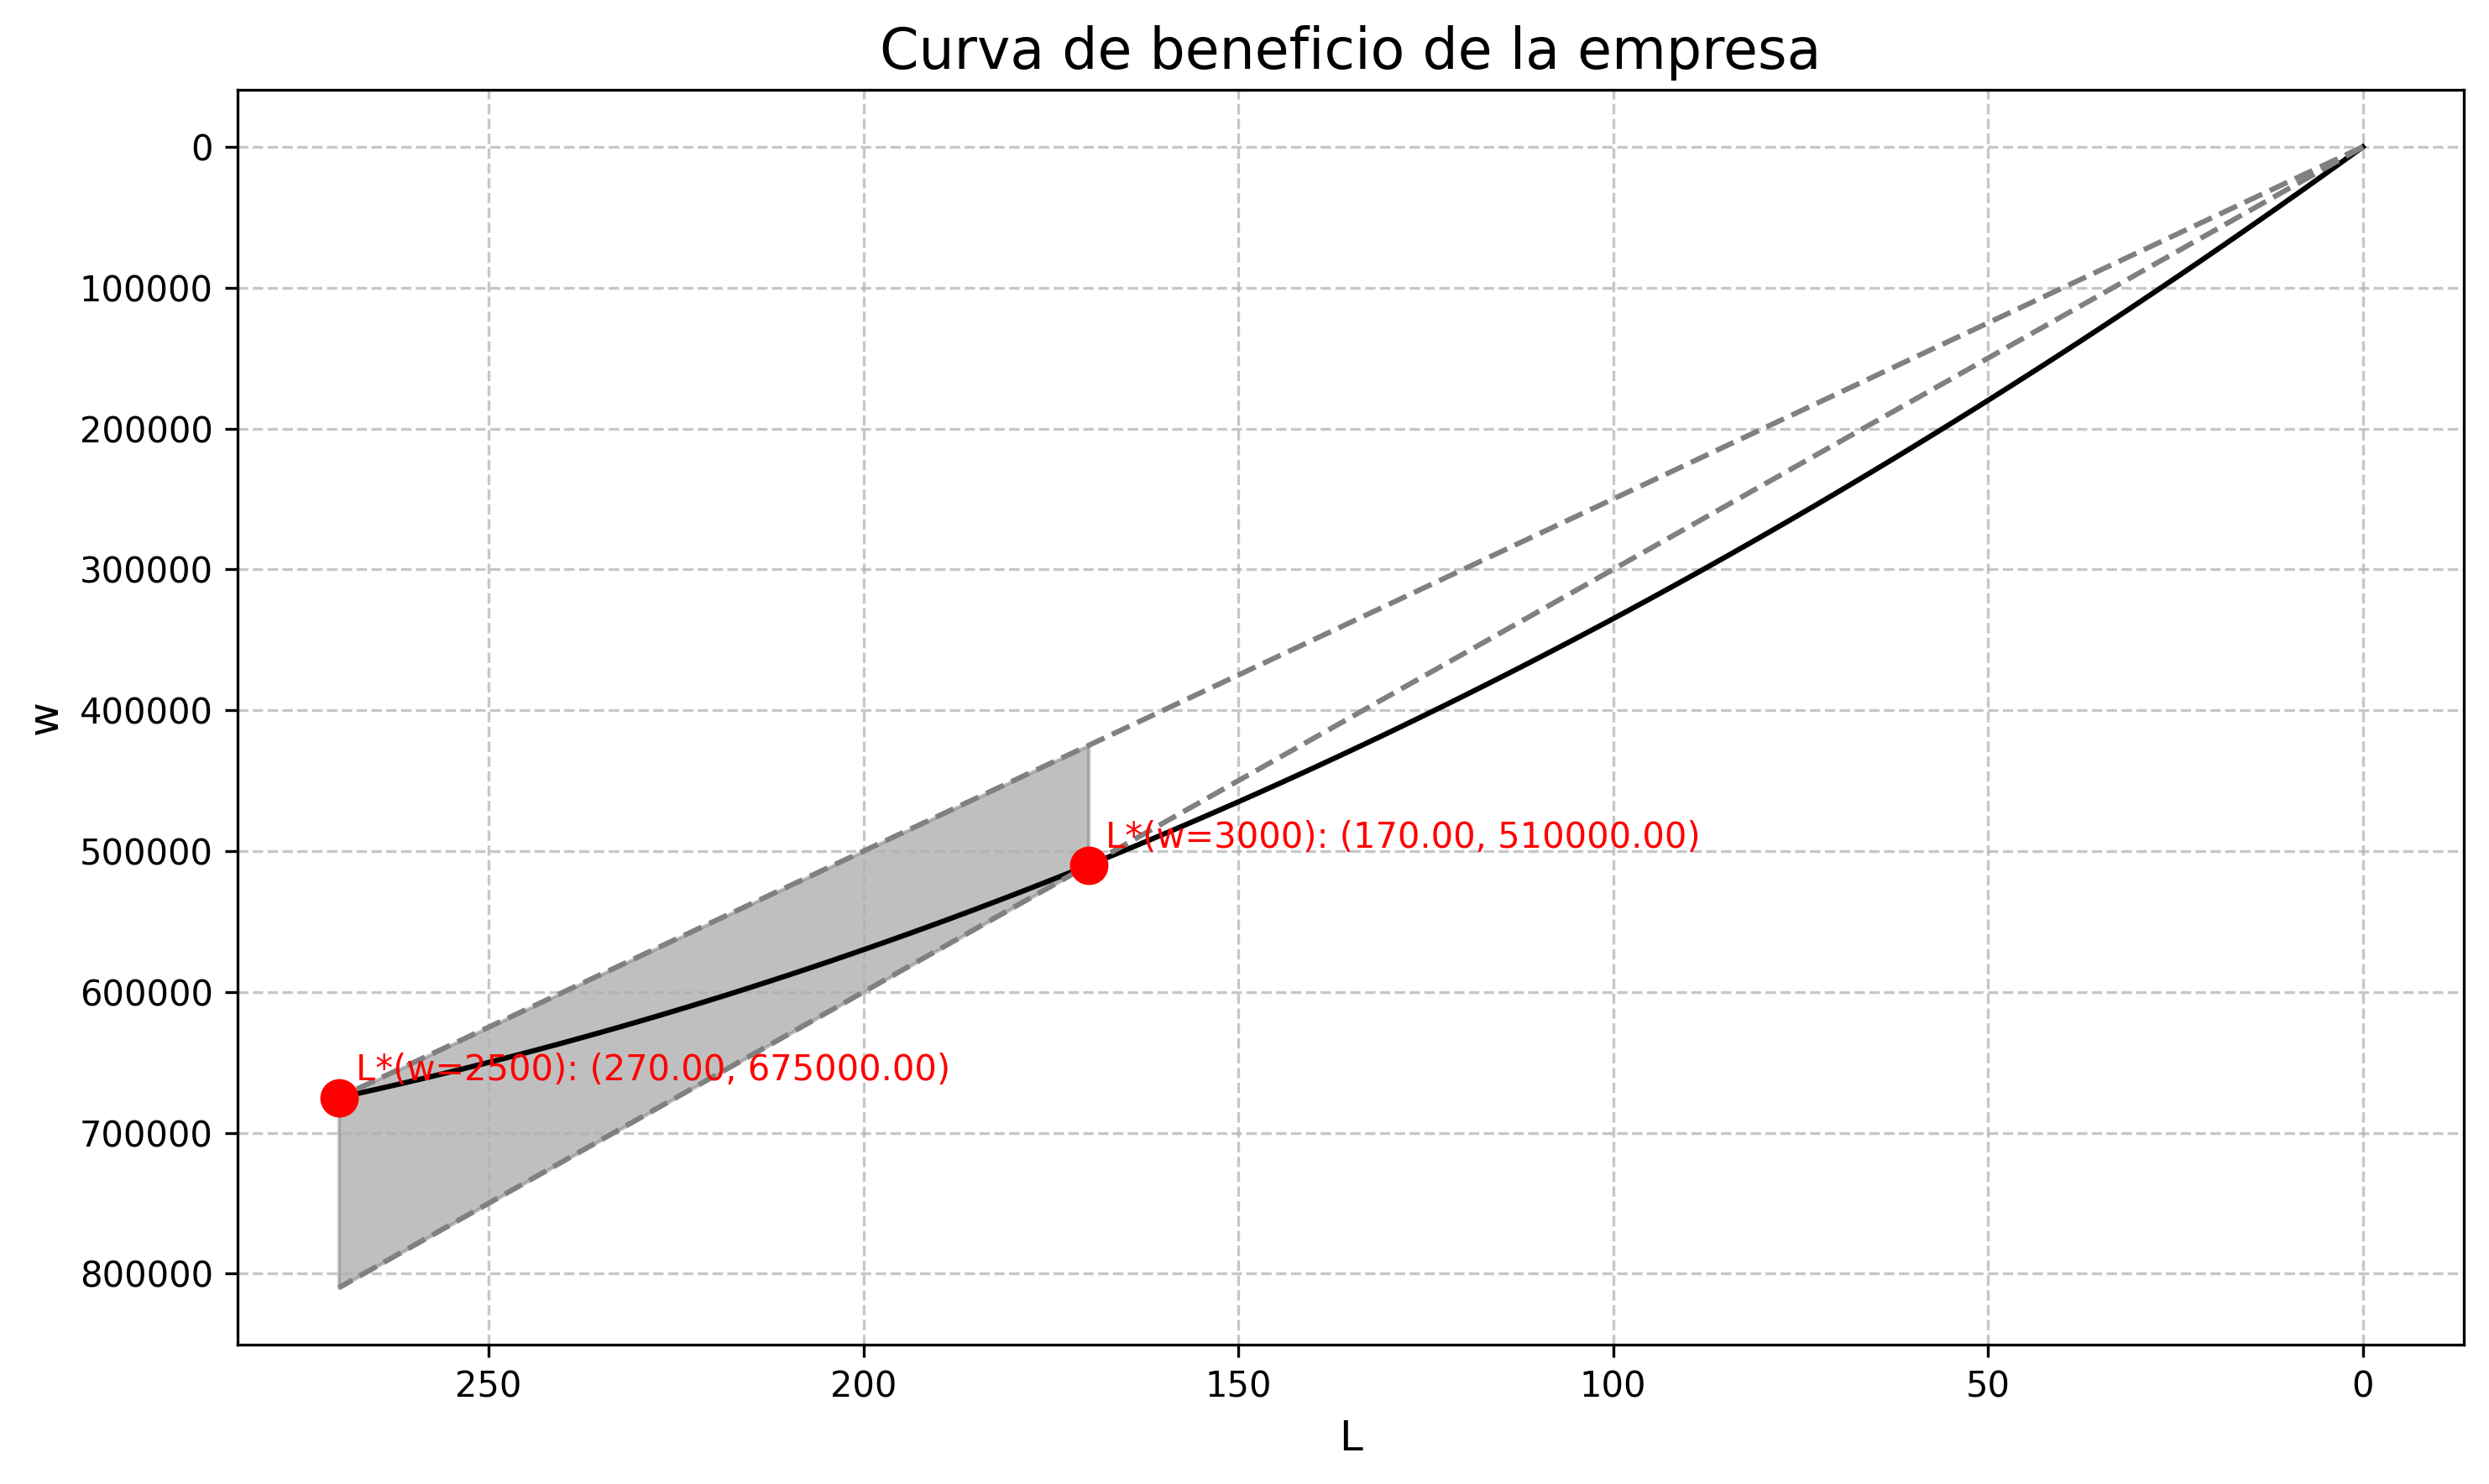 Curva de beneficio de la empresa
w
0
100000
200000
300000
400000
500000
600000
700000
800000
L*(w=3000): (170.00, 510000.00)
L*(w=2500): (270.00, 675000.00)
250 200 150 100 50 0
L